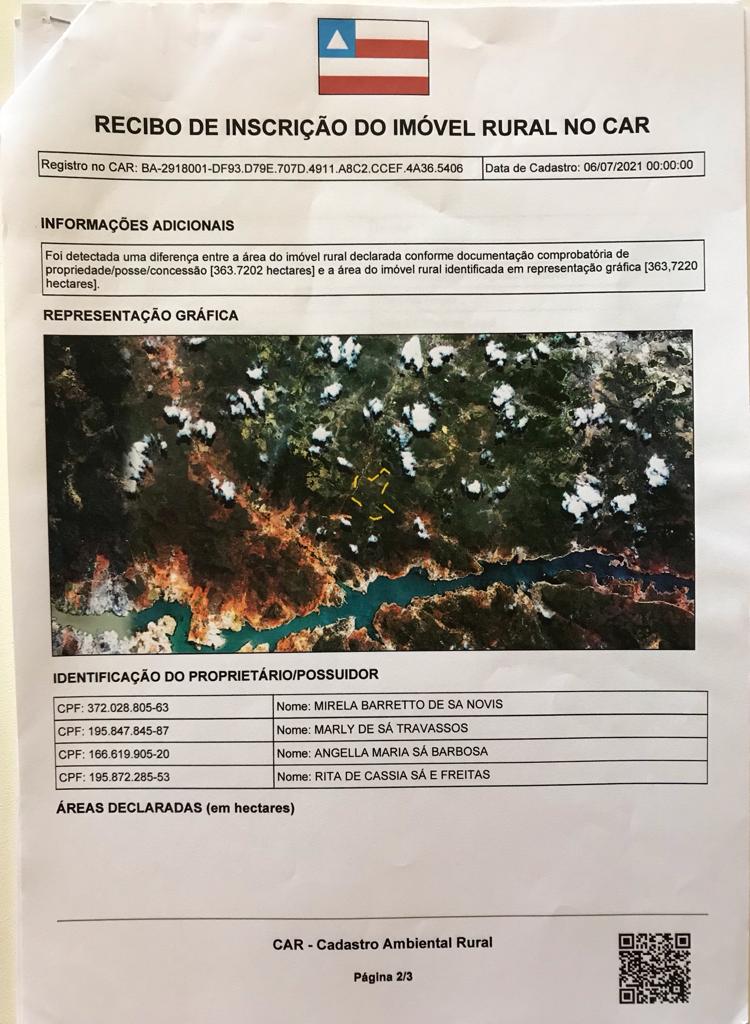 RECIBO DE INSCRIÇÃO DO IMÓVEL RURAL NO CAR
Registro no CAR: BA-2918001-DF93.D79E.707D.4911.A8C2.CCEF.4A36.5406 Data de Cadastro: 06/07/2021 00:00:00
INFORMAÇÕES ADICIONAIS
Foi detectada uma diferença entre a área do imóvel rural declarada conforme documentação comprobatória de
propriedade/posse/concessão [363.7202 hectares] e a área do imóvel rural identificada em representação gráfica [363,7220
hectares].
REPRESENTAÇÃO GRÁFICA
IDENTIFICAÇÃO DO PROPRIETÁRIO/POSSUIDOR
CPF: 372.028.805-63 Nome: MIRELA BARRETTO DE SA NOVIS
CPF: 195.847.845-87 Nome: MARLY DE SÁ TRAVASSOS
CPF: 166.619.905-20 Nome: ANGELLA MARIA SÁ BARBOSA
CPF: 195.872.285-53 Nome: RITA DE CASSIA SÁ E FREITAS
ÁREAS DECLARADAS (em hectares)
CAR - Cadastro Ambiental Rural
Página 2/3